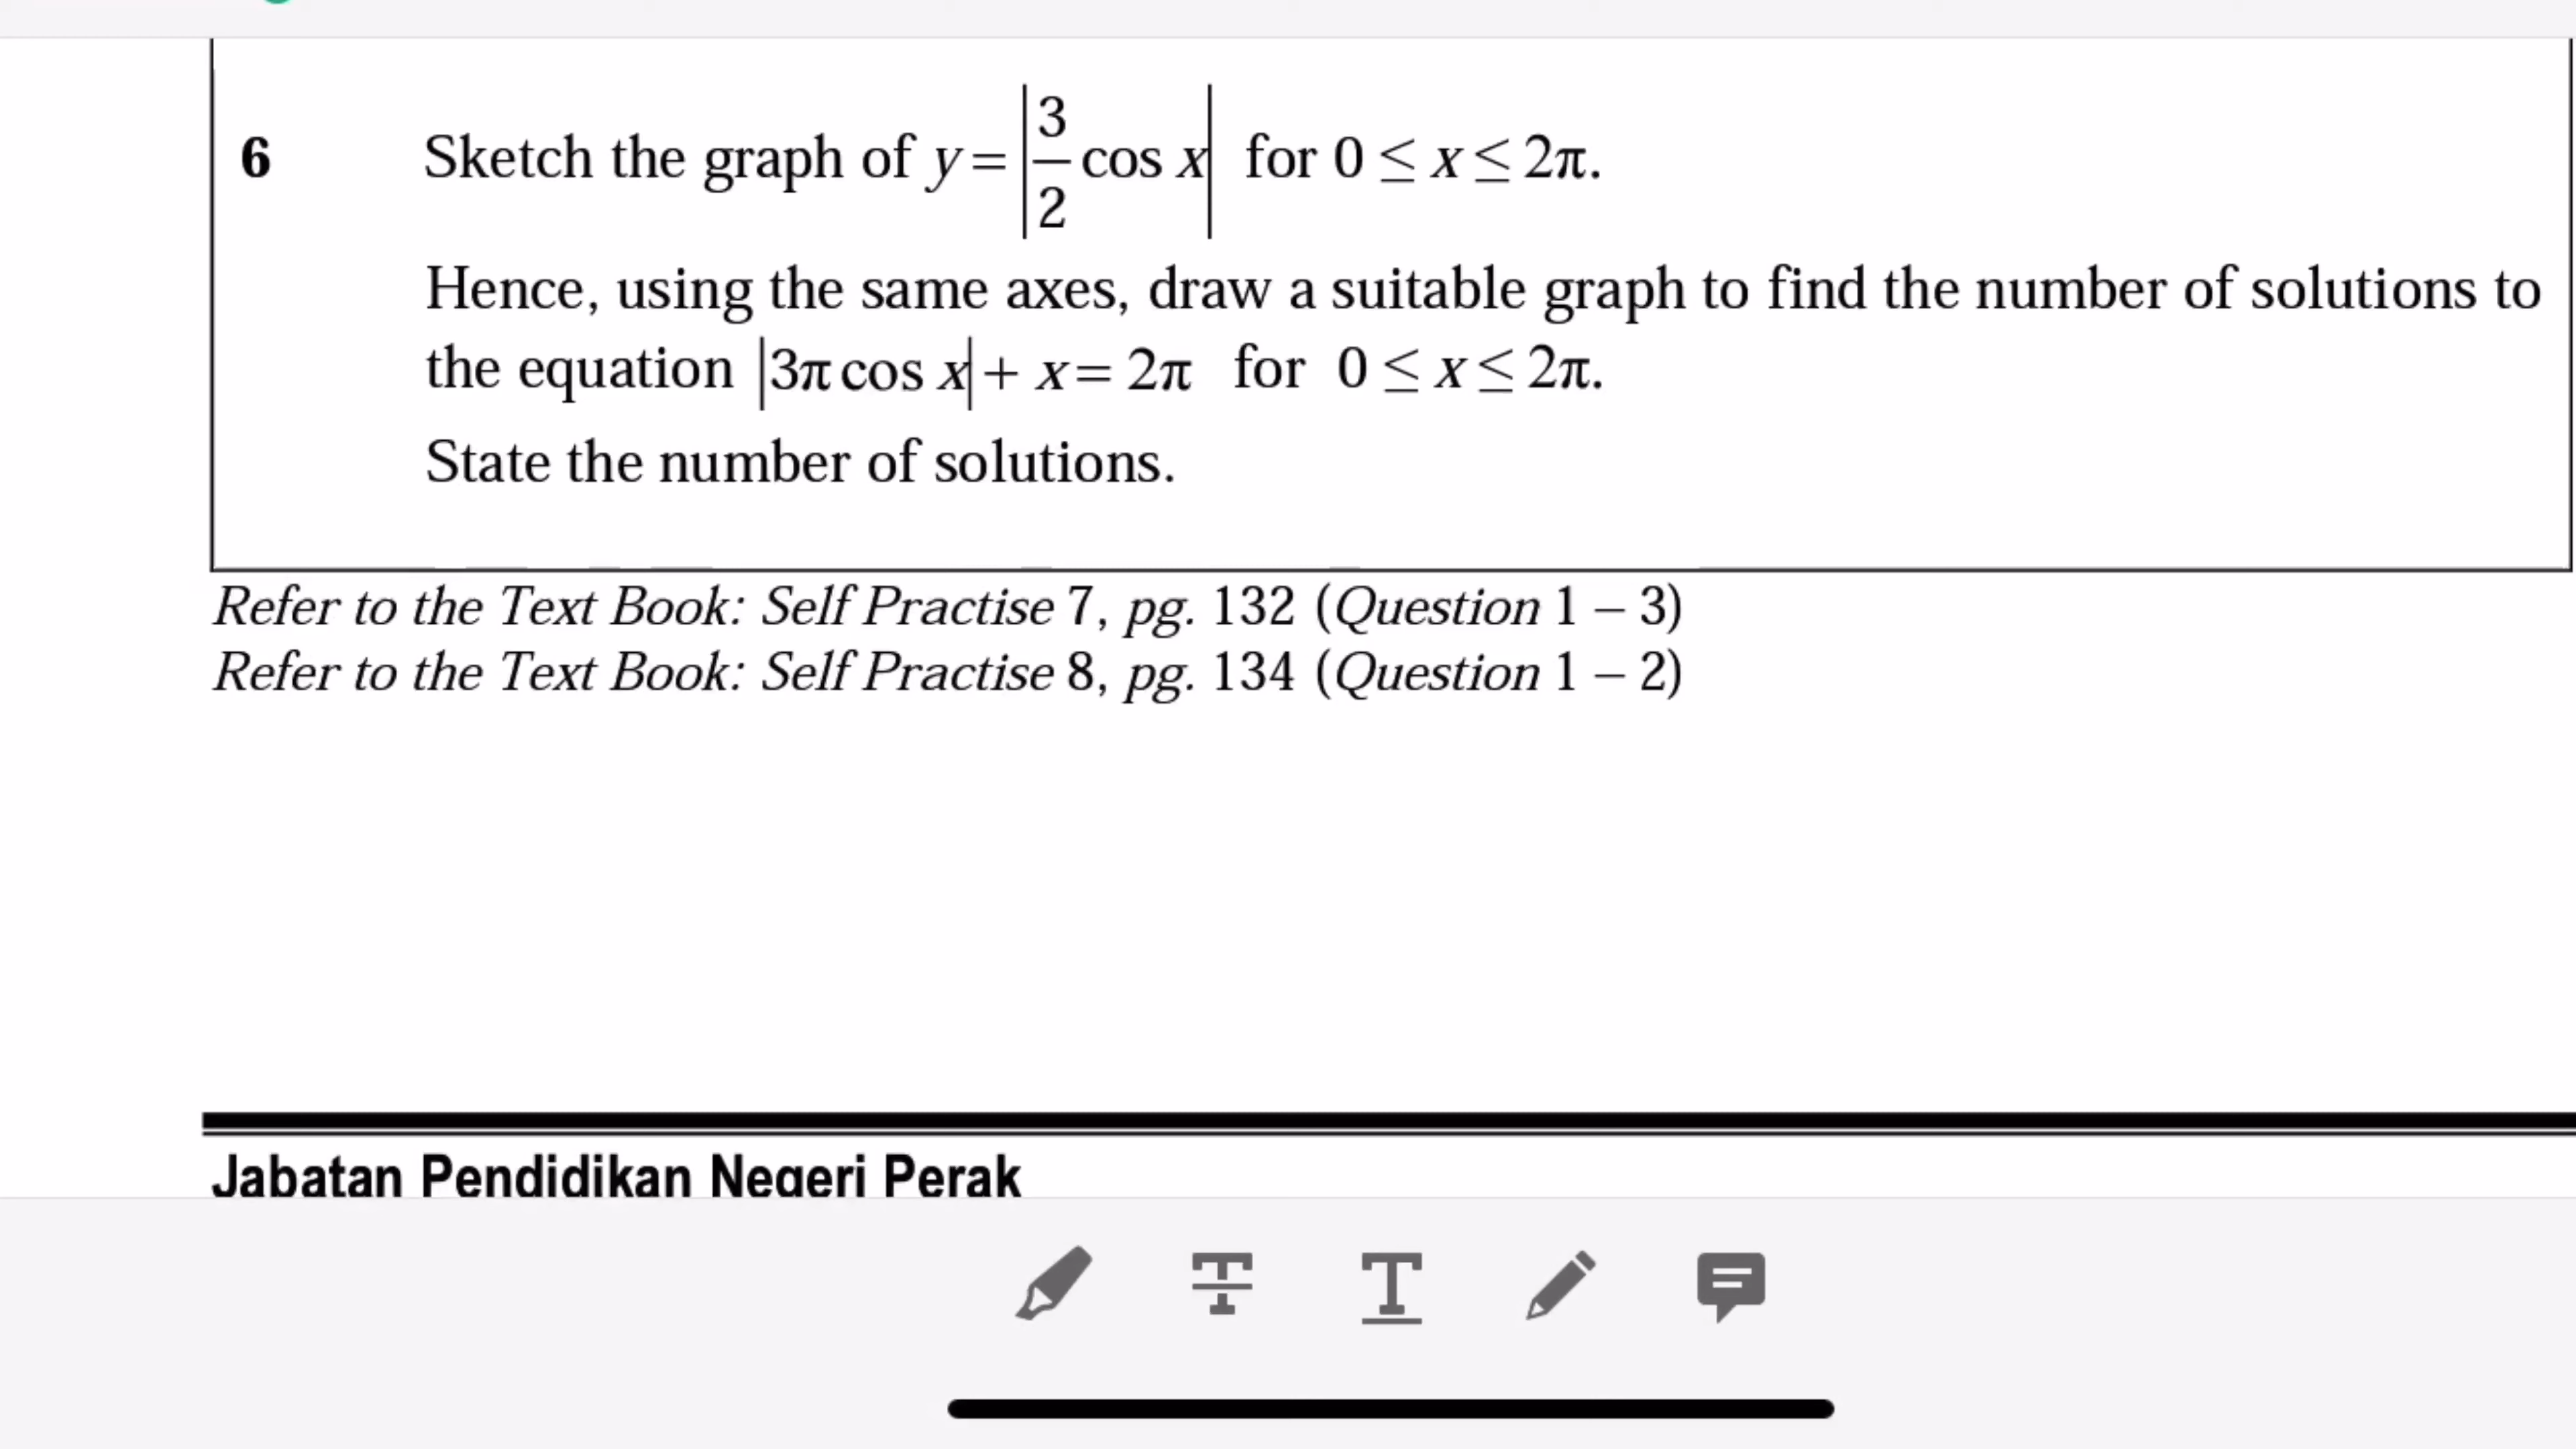 6 Sketch the graph of y = |3/2 cos x| for 0 ≤ x ≤ 2π.
Hence, using the same axes, draw a suitable graph to find the number of solutions to
the equation |3π cos x| + x = 2π for 0 ≤ x ≤ 2π.
State the number of solutions.
Refer to the Text Book: Self Practise 7, pg. 132 (Question 1 – 3)
Refer to the Text Book: Self Practise 8, pg. 134 (Question 1 – 2)
Jabatan Pendidikan Negeri Perak